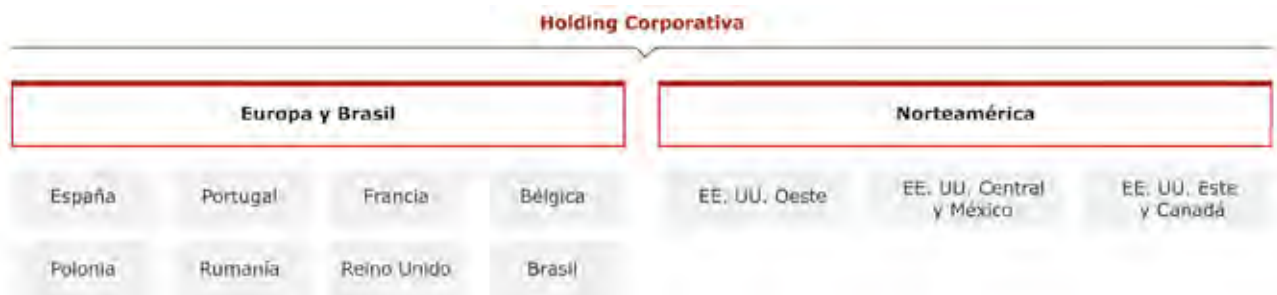 Holding Corporativa
Europa y Brasil
Norteamérica
España
Portugal
Francia
Bélgica
EE. UU. Oeste
EE. UU. Central
y México
EE. UU. Este
y Canadá
Polonia
Rumanía
Reino Unido
Brasil